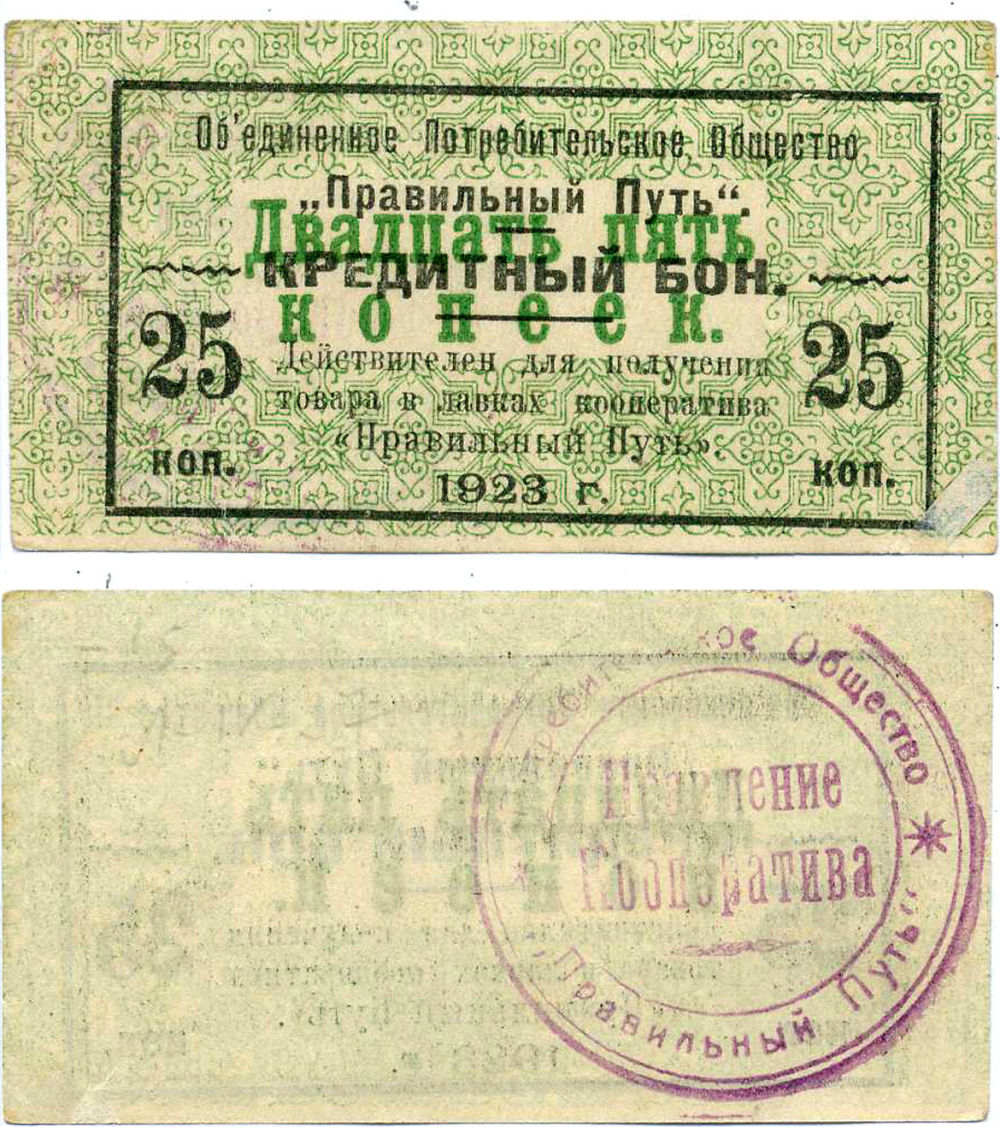 Об'единенное Потребительское Общество
„Правильный Путь“.
Двадцать пять
КРЕДИТНЫЙ БОН.
копеек.
25
25
Действителен для получения
товара в лавках кооператива
«Правильный Путь».
коп.
коп.
1923 г.
Общество
Правление
Кооператива
„Правильный Путь“